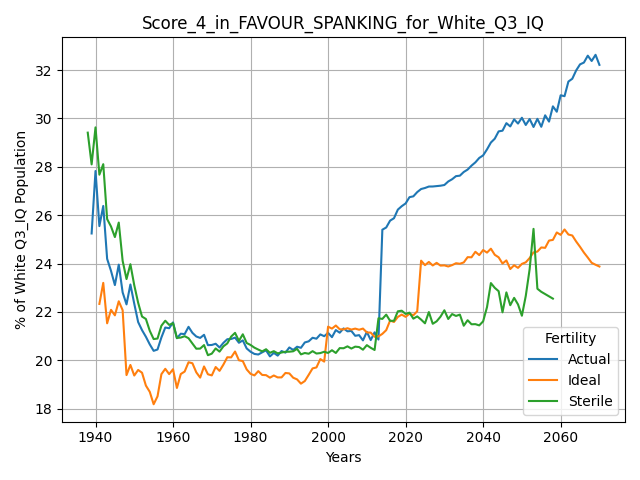 Score_4_in_FAVOUR_SPANKING_for_White_Q3_IQ
% of White Q3_IQ Population
32
30
28
26
24
22
20
18
1940
1960
1980
2000
2020
2040
2060
Years
Fertility
Actual
Ideal
Sterile